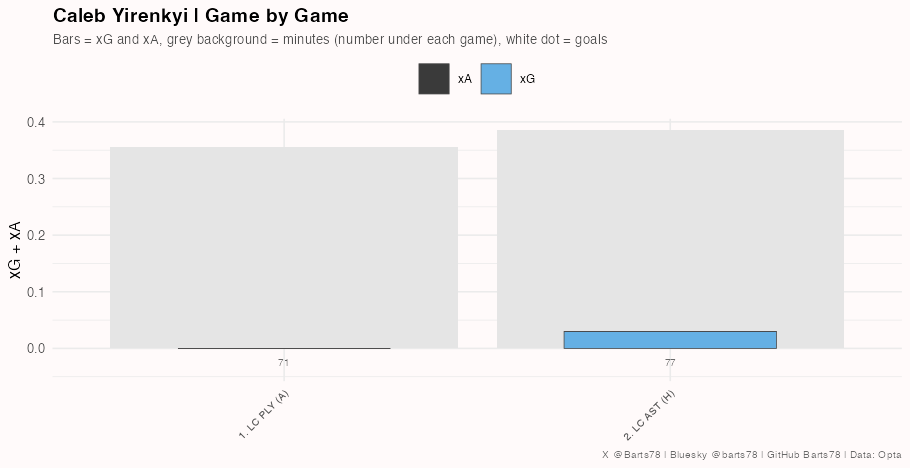 Caleb Yirenkyi | Game by Game
Bars = xG and xA, grey background = minutes (number under each game), white dot = goals
xA xG
xG + xA
0.4
0.3
0.2
0.1
0.0
71 77
1. LC PLY (A) 2. LC AST (H)
X @Barts78 | Bluesky @barts78 | GitHub Barts78 | Data: Opta